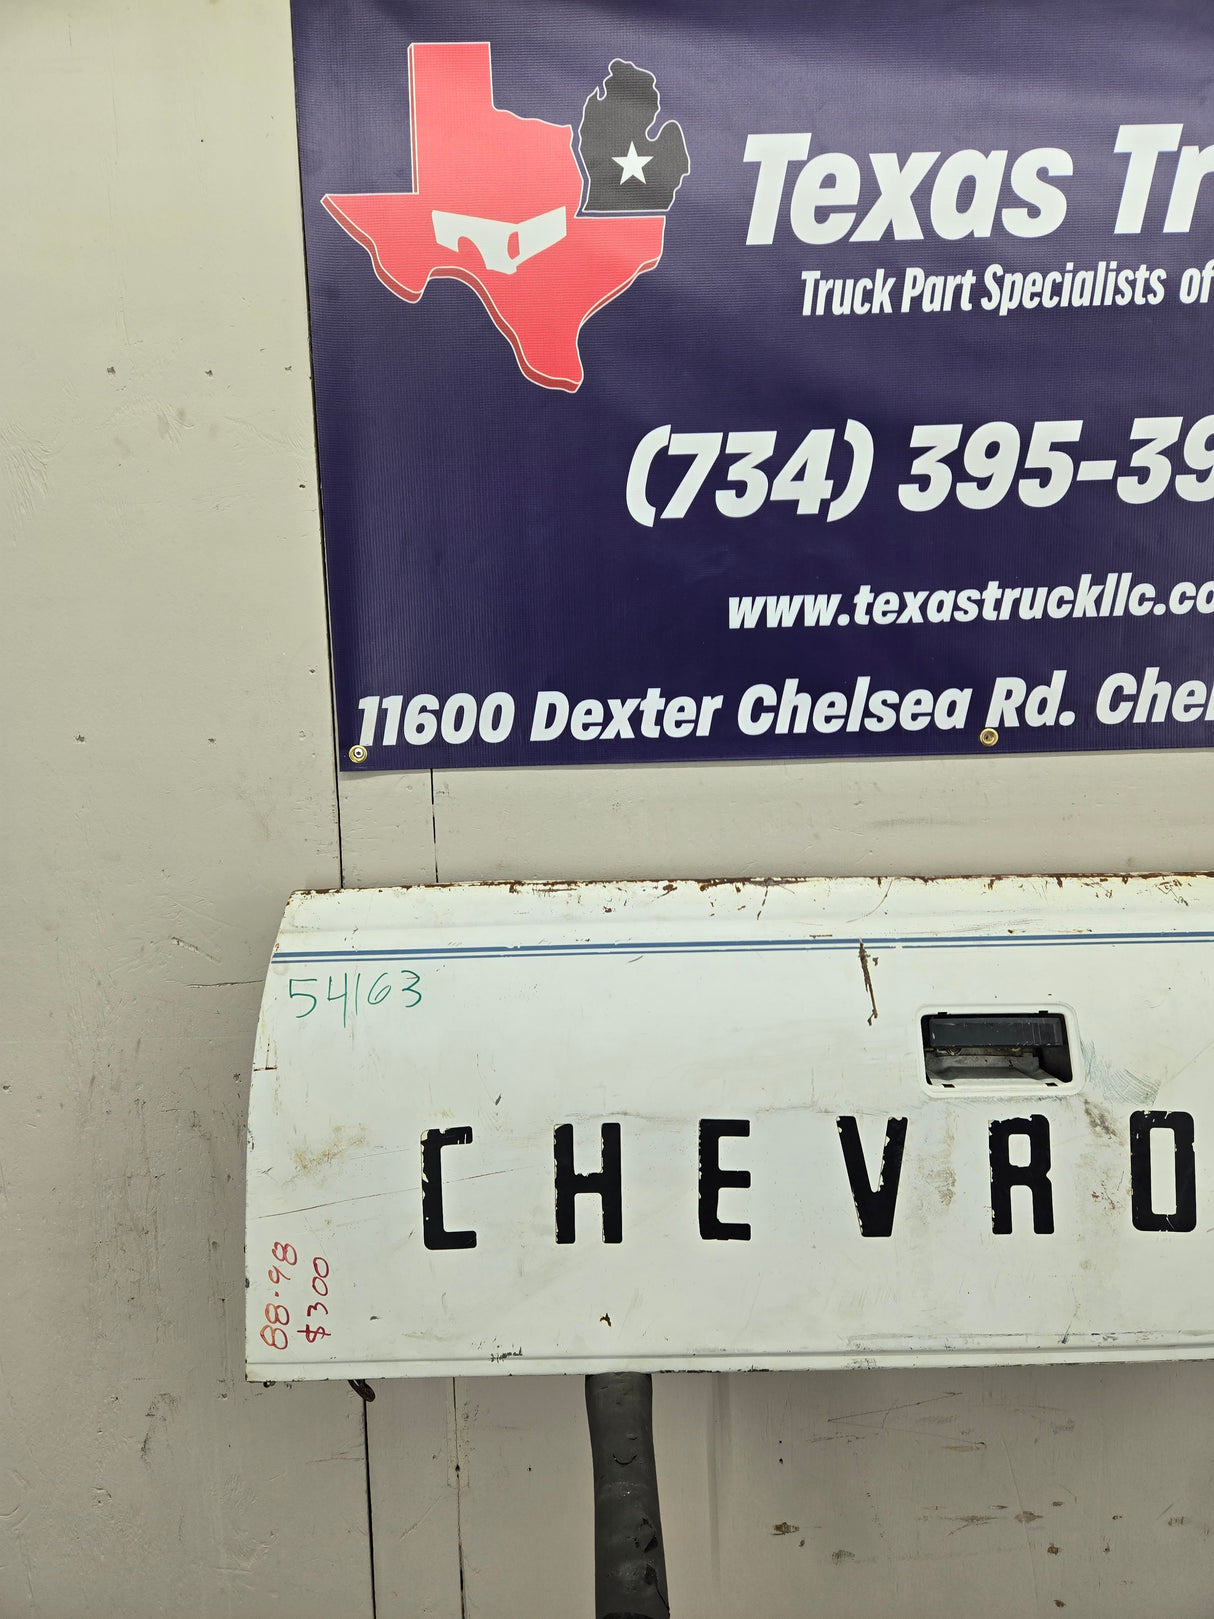 Texas Tr
Truck Part Specialists of
(734) 395-39
www.texastruckllc.co
11600 Dexter Chelsea Rd. Chel
54163
CHEVRO
88-98
$300